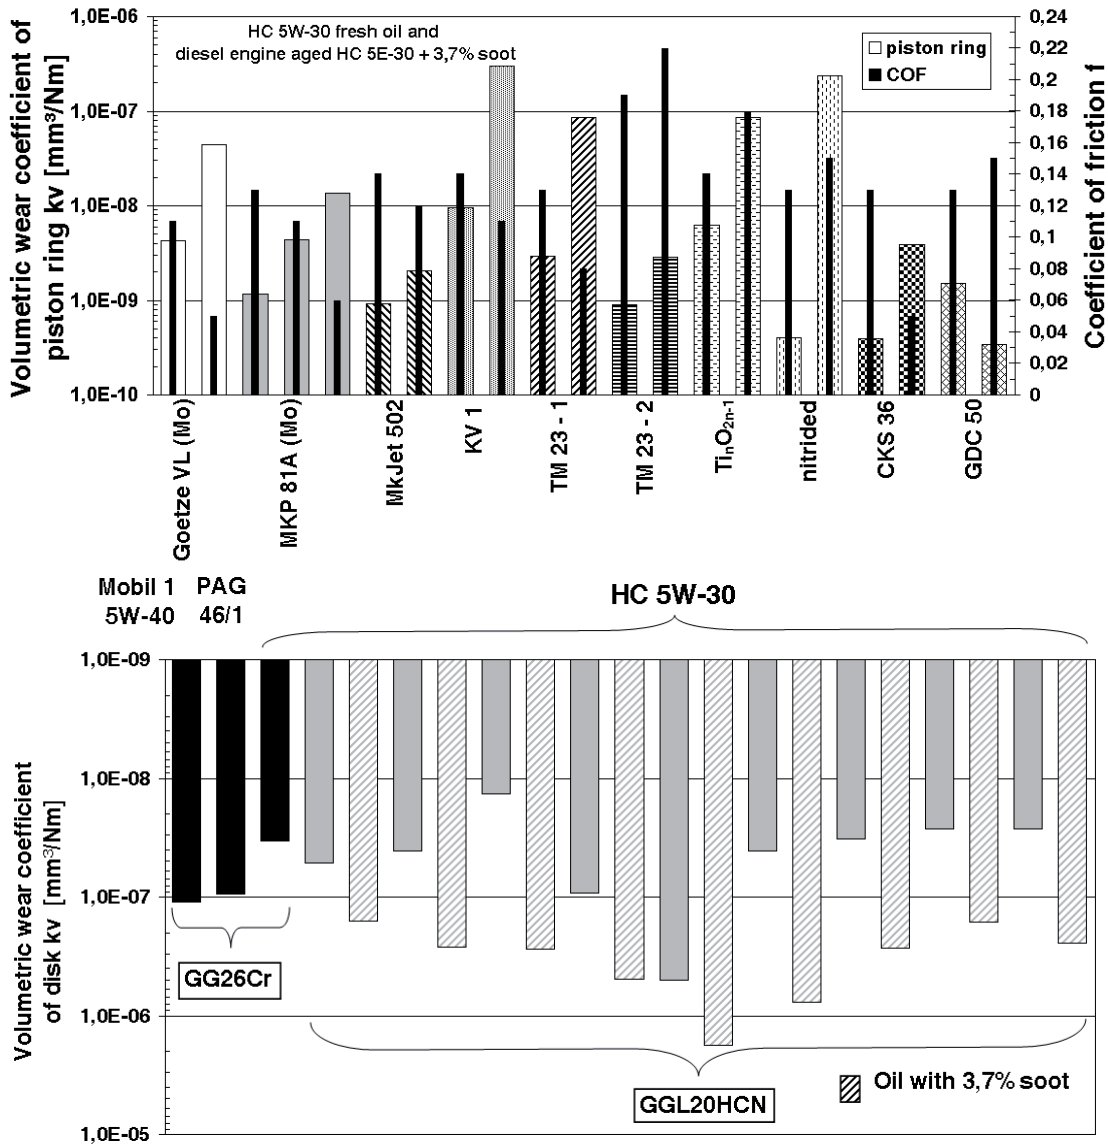 HC 5W-30 fresh oil and
diesel engine aged HC 5E-30 + 3,7% soot
piston ring
COF
Volumetric wear coefficient of
piston ring kv [mm³/Nm]
1,0E-06
1,0E-07
1,0E-08
1,0E-09
1,0E-10
0,24
0,22
0,2
0,18
0,16
0,14
0,12
0,1
0,08
0,06
0,04
0,02
0
Coefficient of friction f
Goetze VL (Mo)
MKP 81A (Mo)
MkJet 502
KV 1
TM 23 - 1
TM 23 - 2
TiₙO₂ₙ₋₁
nitrided
CKS 36
GDC 50
Mobil 1
5W-40
PAG
46/1
HC 5W-30
Volumetric wear coefficient
of disk kv [mm³/Nm]
1,0E-09
1,0E-08
1,0E-07
1,0E-06
1,0E-05
GG26Cr
GGL20HCN
Oil with 3,7% soot